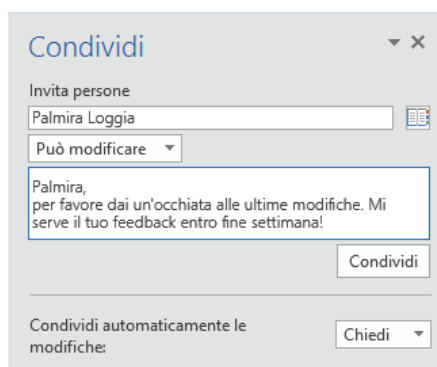 Condividi
Invita persone
Palmira Loggia
Può modificare
Palmira,
per favore dai un'occhiata alle ultime modifiche. Mi
serve il tuo feedback entro fine settimana!
Condividi
Condividi automaticamente le
modifiche:
Chiedi